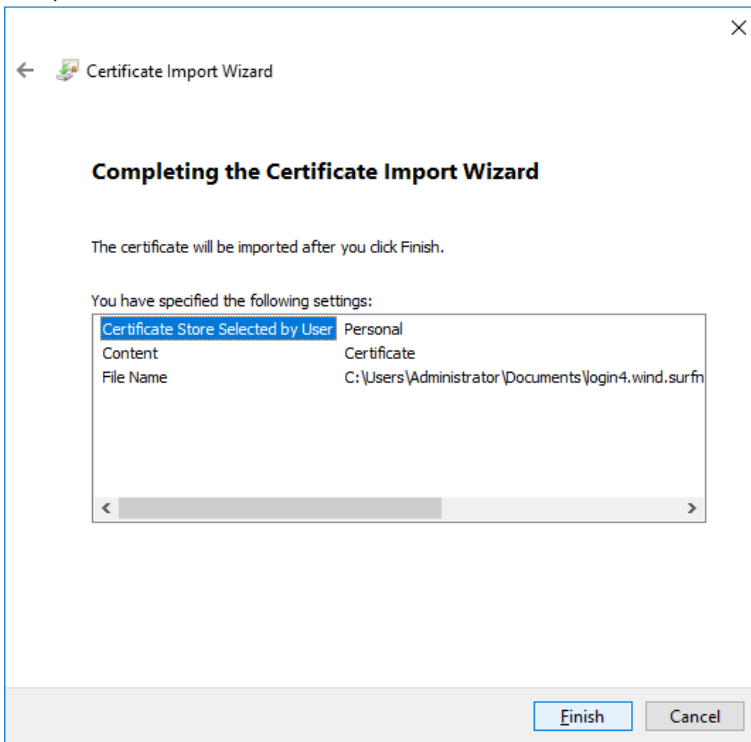 Certificate Import Wizard
Completing the Certificate Import Wizard
The certificate will be imported after you click Finish.
You have specified the following settings:
Certificate Store Selected by User Personal
Content Certificate
File Name C:\Users\Administrator\Documents\login4.wind.surfn
Finish Cancel